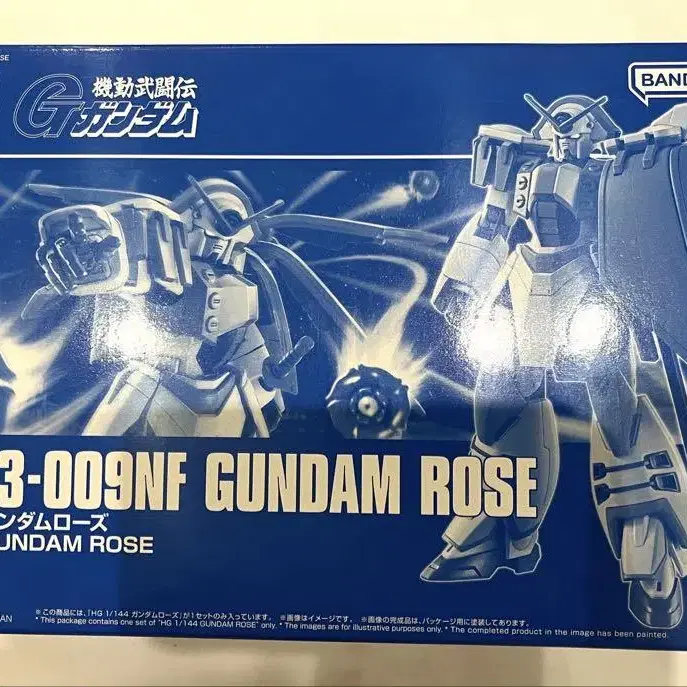 SE
機動武闘伝
Gガンダム
BAND
3-009NF GUNDAM ROSE
ンダムローズ
UNDAM ROSE
※この商品には、「HG 1/144 ガンダムローズ」が1セットのみ入っています。 ※画像はイメージです。 ※画像の完成品は、パッケージ用に塗装してあります。
* This package contains one set of "HG 1/144 GUNDAM ROSE" only. * The images are for illustrative purposes only. * The completed product in the image has been painted.
AN